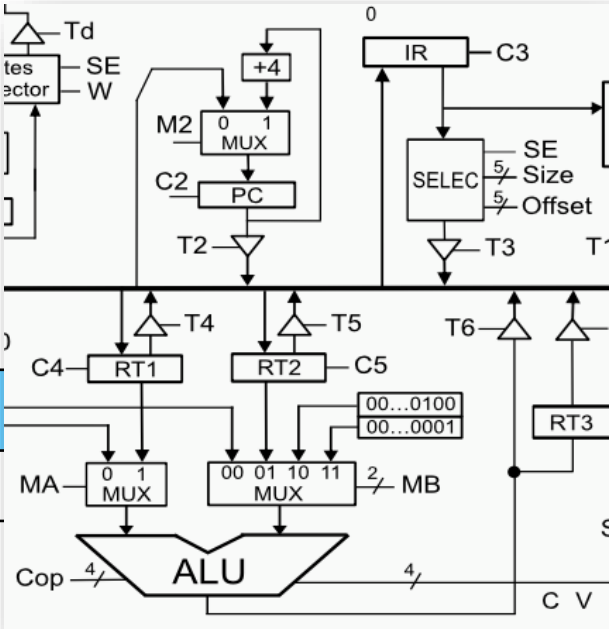 0
Td
IR
C3
tes
SE
+4
ector
W
M2
0 1
MUX
SE
C2
PC
SELEC
5
Size
5
Offset
T2
T3
T1
T4
T5
T6
C4
RT1
RT2
C5
00...0100
RT3
00...0001
MA
0 1
MUX
00 01 10 11
MUX
2
MB
Cop
4
ALU
4
C V